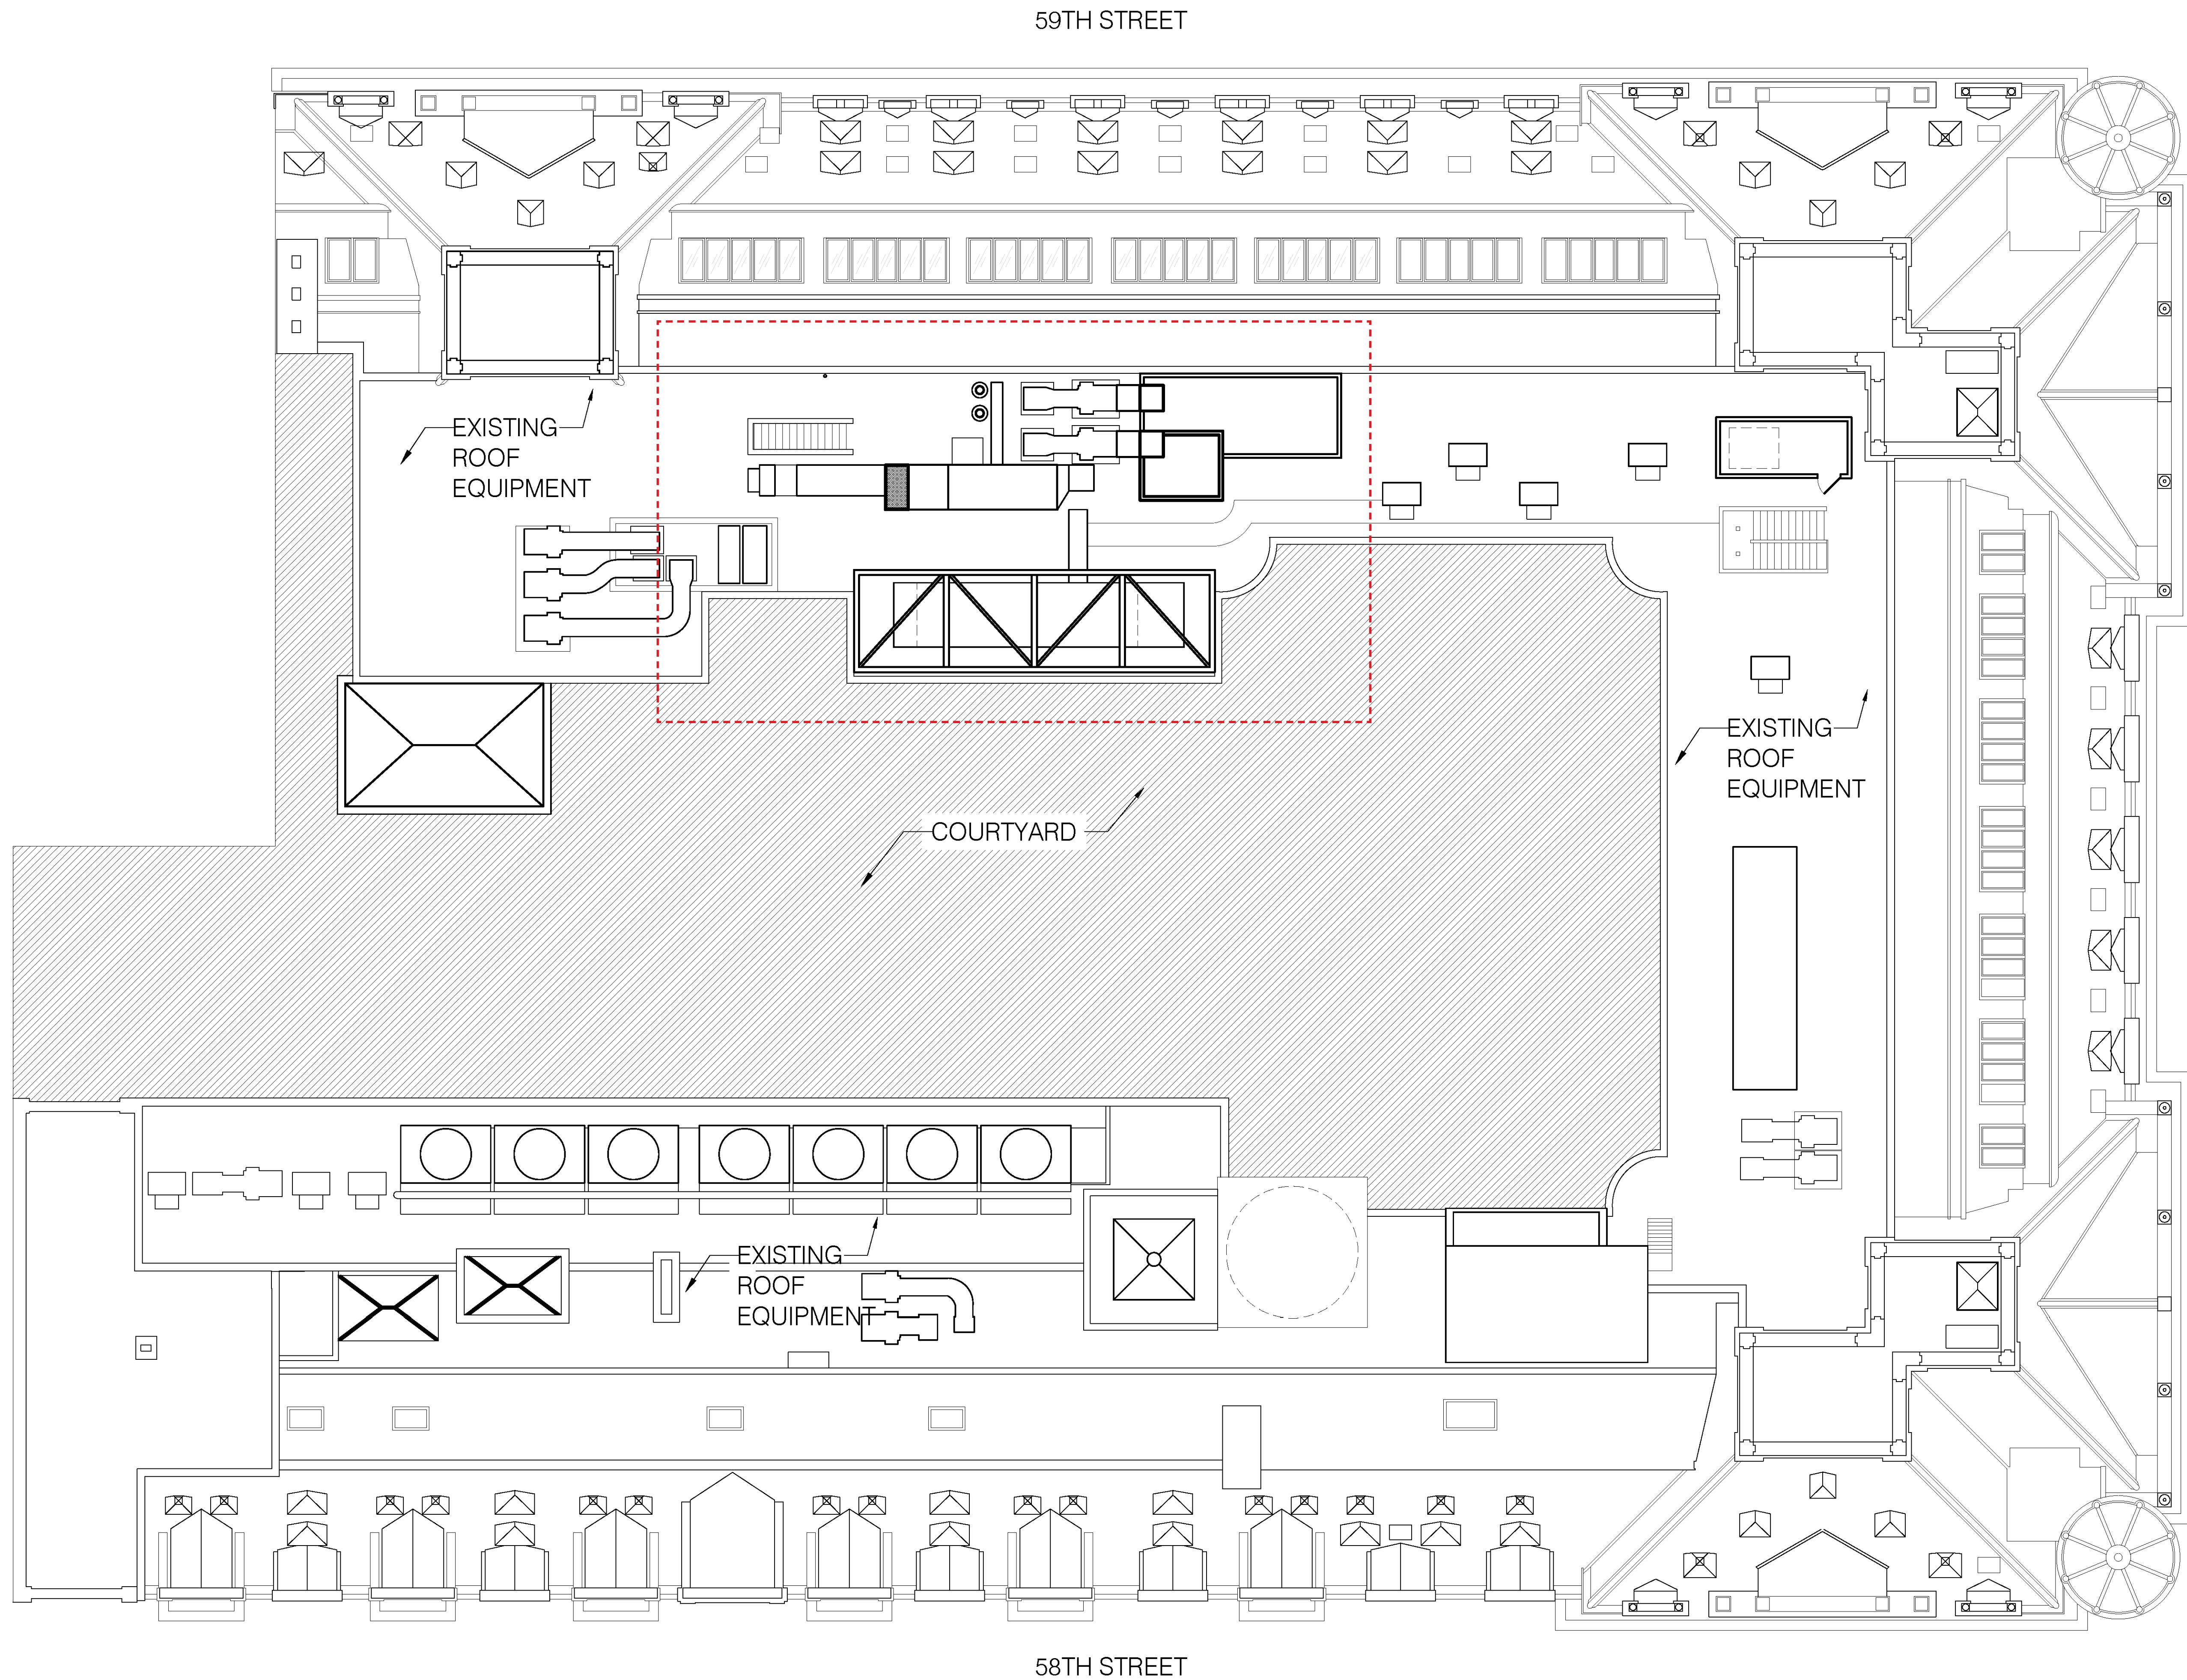 59TH STREET
EXISTING
ROOF
EQUIPMENT
EXISTING
ROOF
EQUIPMENT
COURTYARD
EXISTING
ROOF
EQUIPMENT
58TH STREET